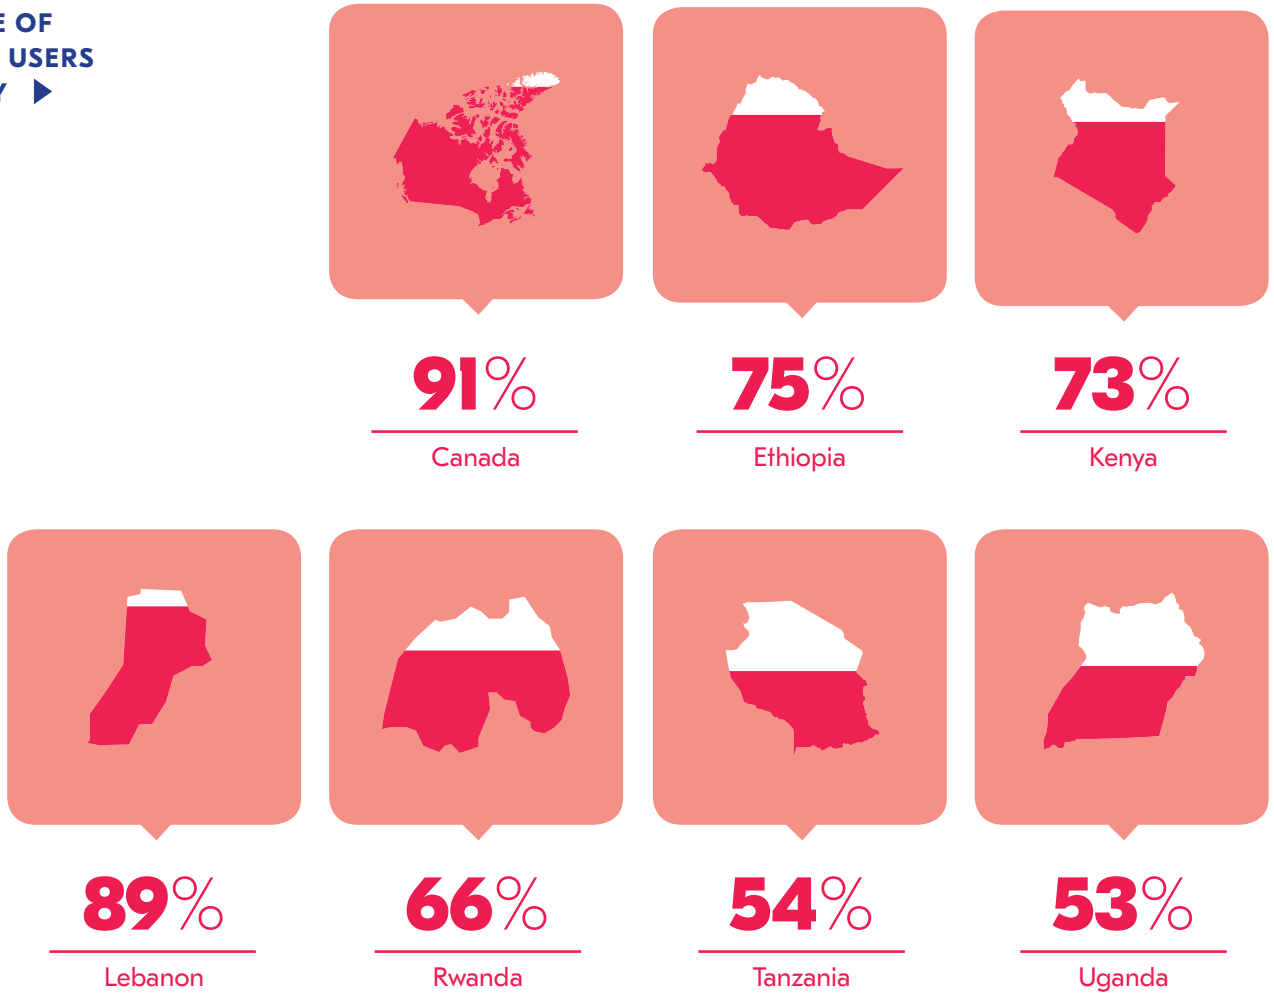 OF
USERS
91%
75%
73%
Canada
Ethiopia
Kenya
89%
66%
54%
53%
Lebanon
Rwanda
Tanzania
Uganda